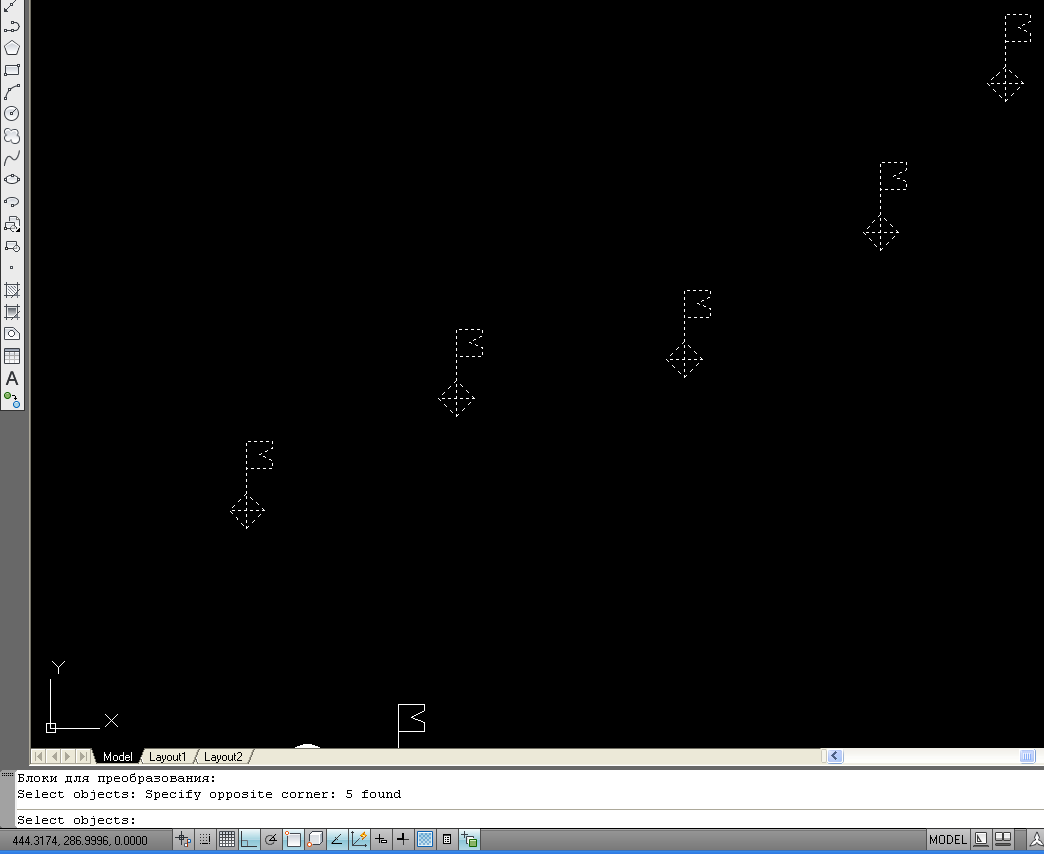 A
Y
X
Model Layout1 Layout2
Блоки для преобразования:
Select objects: Specify opposite corner: 5 found
Select objects:
444.3174, 286.9996, 0.0000 MODEL